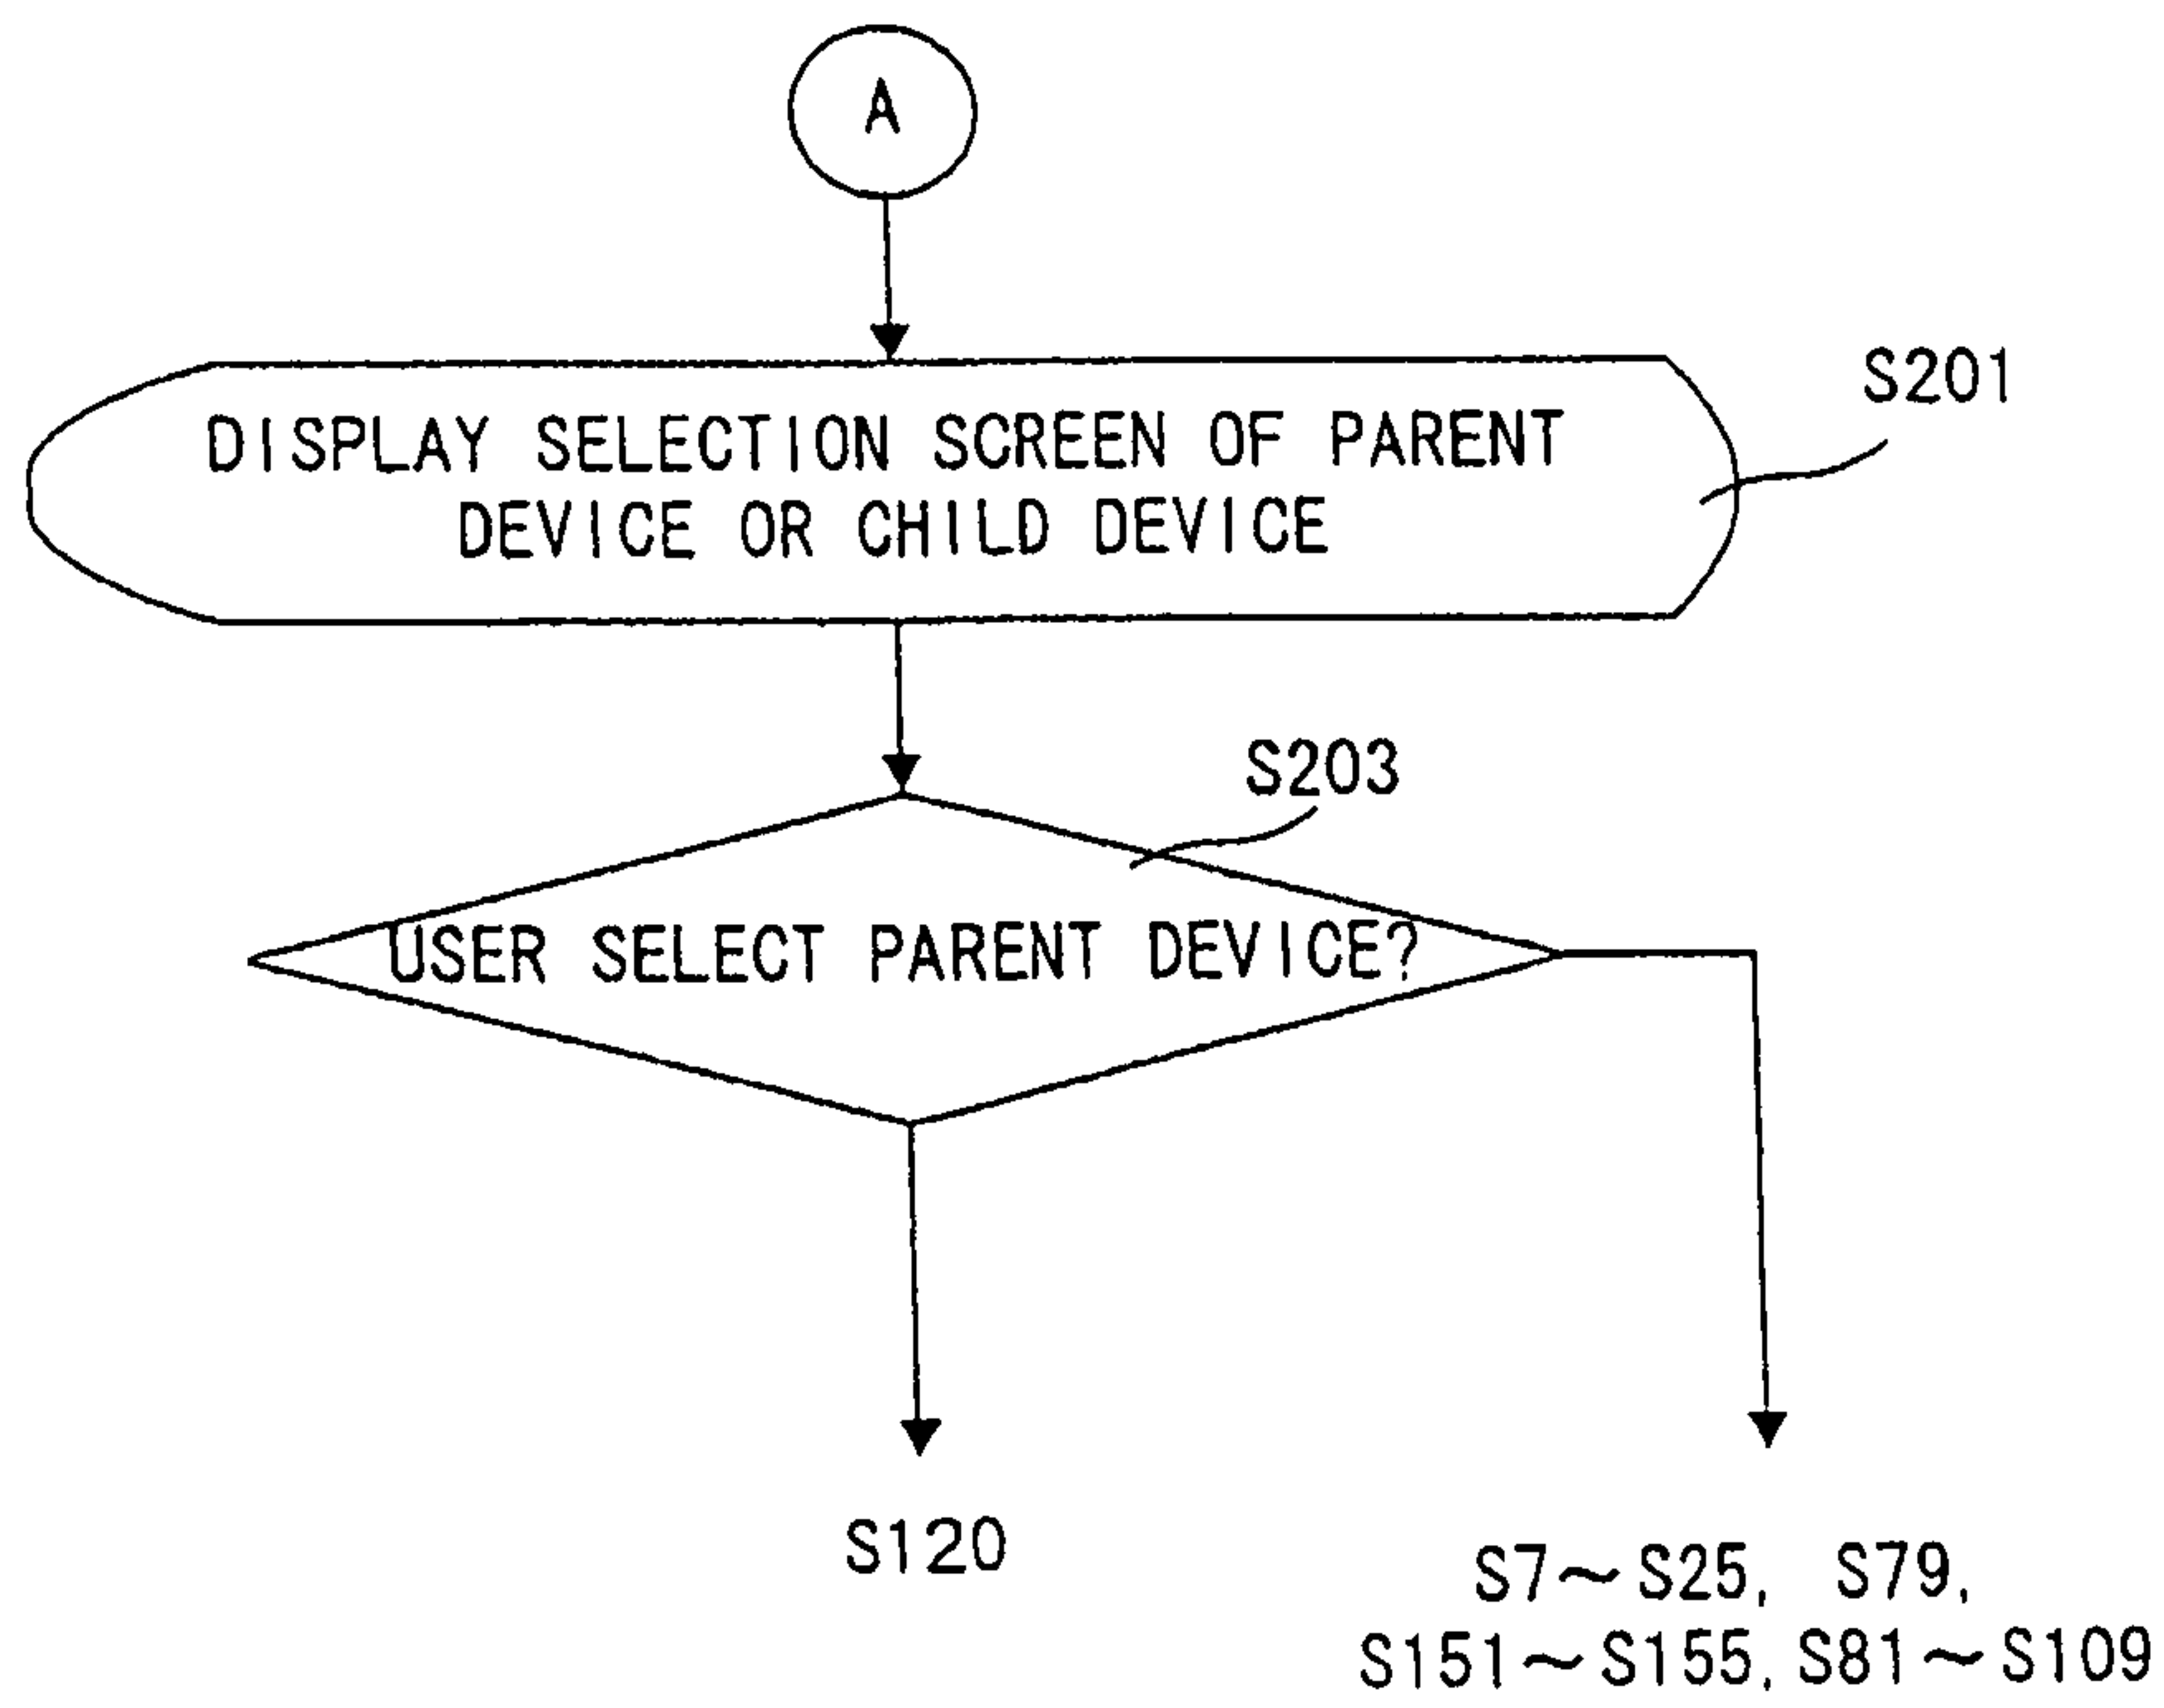 A
S201
DISPLAY SELECTION SCREEN OF PARENT
DEVICE OR CHILD DEVICE
S203
USER SELECT PARENT DEVICE?
S120
S7~S25, S79,
S151~S155, S81~S109